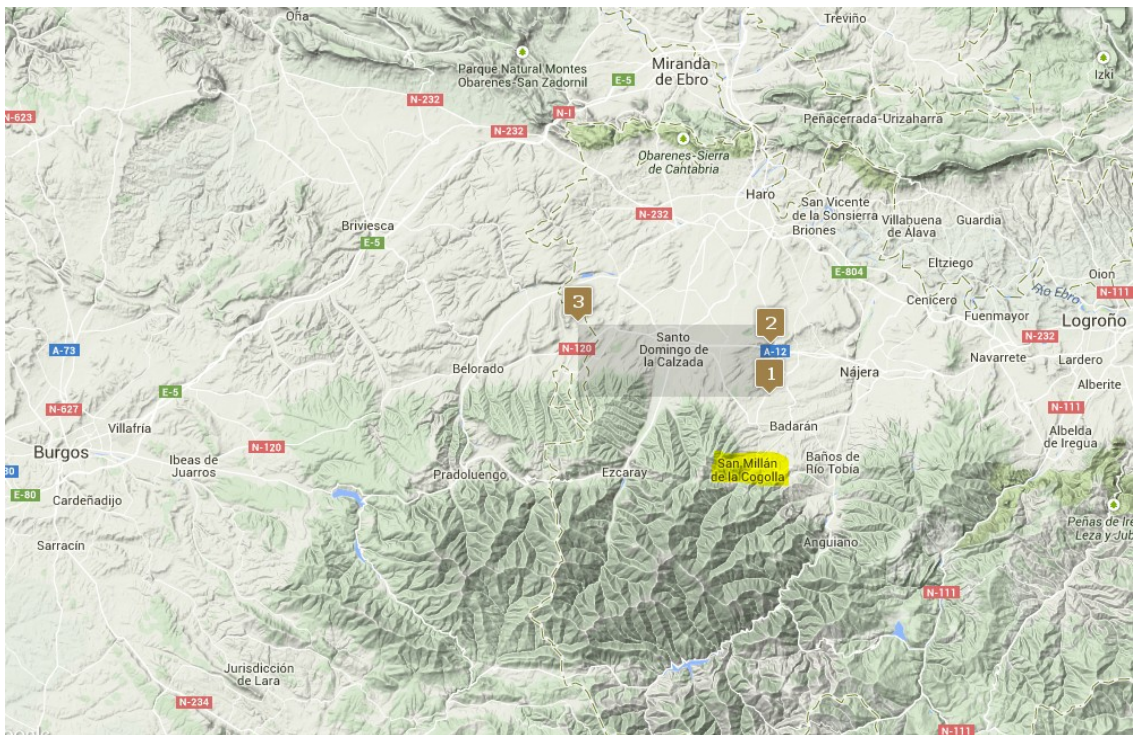 Oña
Treviño
Parque Natural Montes
Obarenes-San Zadornil
Miranda
de Ebro
E-5
Izki
N-232
N-623
N-I
N-232
Peñacerrada-Urizaharra
Obarenes-Sierra
de Cantabria
Haro
San Vicente
de la Sonsierra
Briones
Villabuena
de Álava
Guardia
N-232
Briviesca
E-5
Eltziego
E-804
Oion
Río Ebro
N-111
Cenicero
Fuenmayor
Logroño
3
2
1
N-120
Santo
Domingo de
la Calzada
A-12
N-232
Navarrete
Lardero
A-73
Belorado
Nájera
Alberite
E-5
N-627
N-111
Villafría
Badarán
Albelda
de Iregua
Burgos
N-120
Ibeas de
Juarros
Pradoluengo
Ezcaray
San Millán
de la Cogolla
Baños de
Río Tobía
E-80
Cardeñadijo
Peñas de
Leza y
Sarracín
Anguiano
N-111
Jurisdicción
de Lara
N-234
N-111